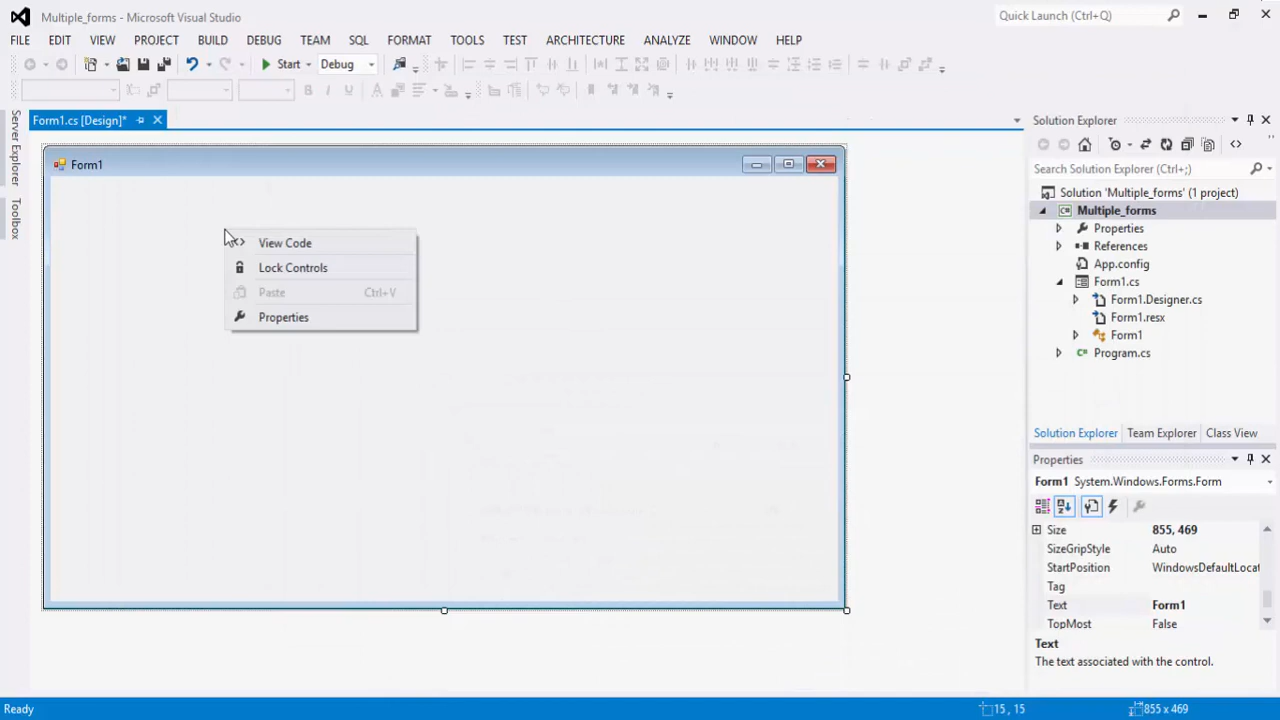 Multiple_forms - Microsoft Visual Studio
Quick Launch (Ctrl+Q)
FILE EDIT VIEW PROJECT BUILD DEBUG TEAM SQL FORMAT TOOLS TEST ARCHITECTURE ANALYZE WINDOW HELP
Start Debug
B I U A
Server Explorer
Toolbox
Form1.cs [Design]*
Form1
View Code
Lock Controls
Paste Ctrl+V
Properties
Solution Explorer
Search Solution Explorer (Ctrl+;)
Solution 'Multiple_forms' (1 project)
Multiple_forms
Properties
References
App.config
Form1.cs
Form1.Designer.cs
Form1.resx
Form1
Program.cs
Solution Explorer Team Explorer Class View
Properties
Form1 System.Windows.Forms.Form
Size 855, 469
SizeGripStyle Auto
StartPosition WindowsDefaultLocat
Tag
Text Form1
TopMost False
Text
The text associated with the control.
Ready
15 , 15
855 x 469